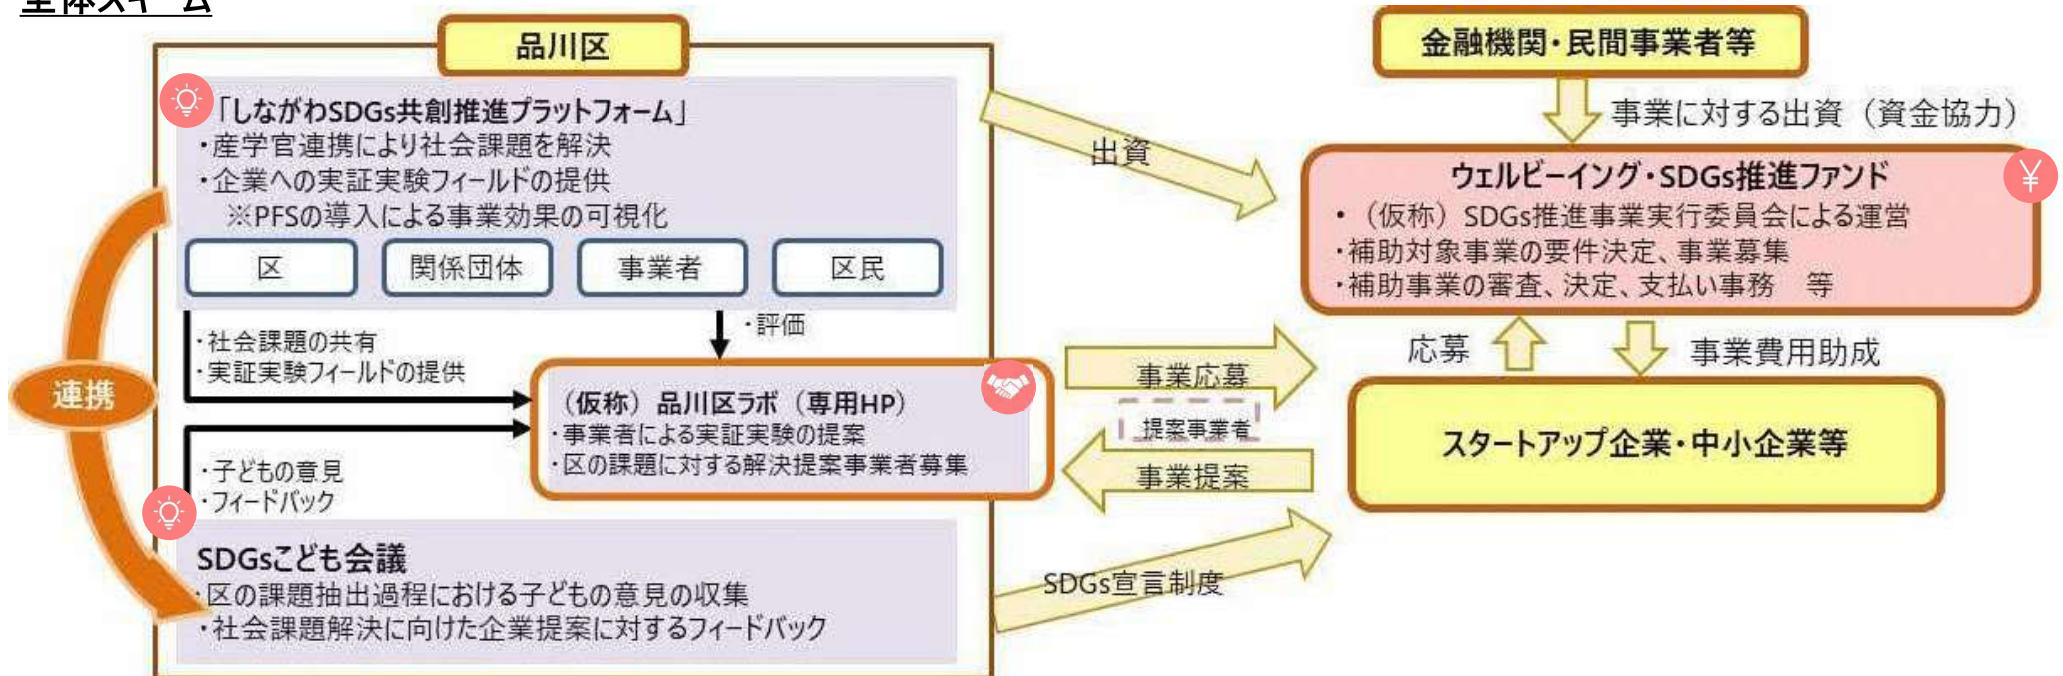 全体スキーム
品川区
「しながわSDGs共創推進プラットフォーム」
・産学官連携により社会課題を解決
・企業への実証実験フィールドの提供
※PFSの導入による事業効果の可視化
区
関係団体
事業者
区民
・社会課題の共有
・実証実験フィールドの提供
・評価
連携
（仮称）品川区ラボ（専用HP）
・事業者による実証実験の提案
・区の課題に対する解決提案事業者募集
・子どもの意見
・フィードバック
SDGsこども会議
・区の課題抽出過程における子どもの意見の収集
・社会課題解決に向けた企業提案に対するフィードバック
出資
事業応募
提案事業者
事業提案
SDGs宣言制度
金融機関・民間事業者等
事業に対する出資（資金協力）
ウェルビーイング・SDGs推進ファンド
¥
・（仮称）SDGs推進事業実行委員会による運営
・補助対象事業の要件決定、事業募集
・補助事業の審査、決定、支払い事務　等
応募
事業費用助成
スタートアップ企業・中小企業等